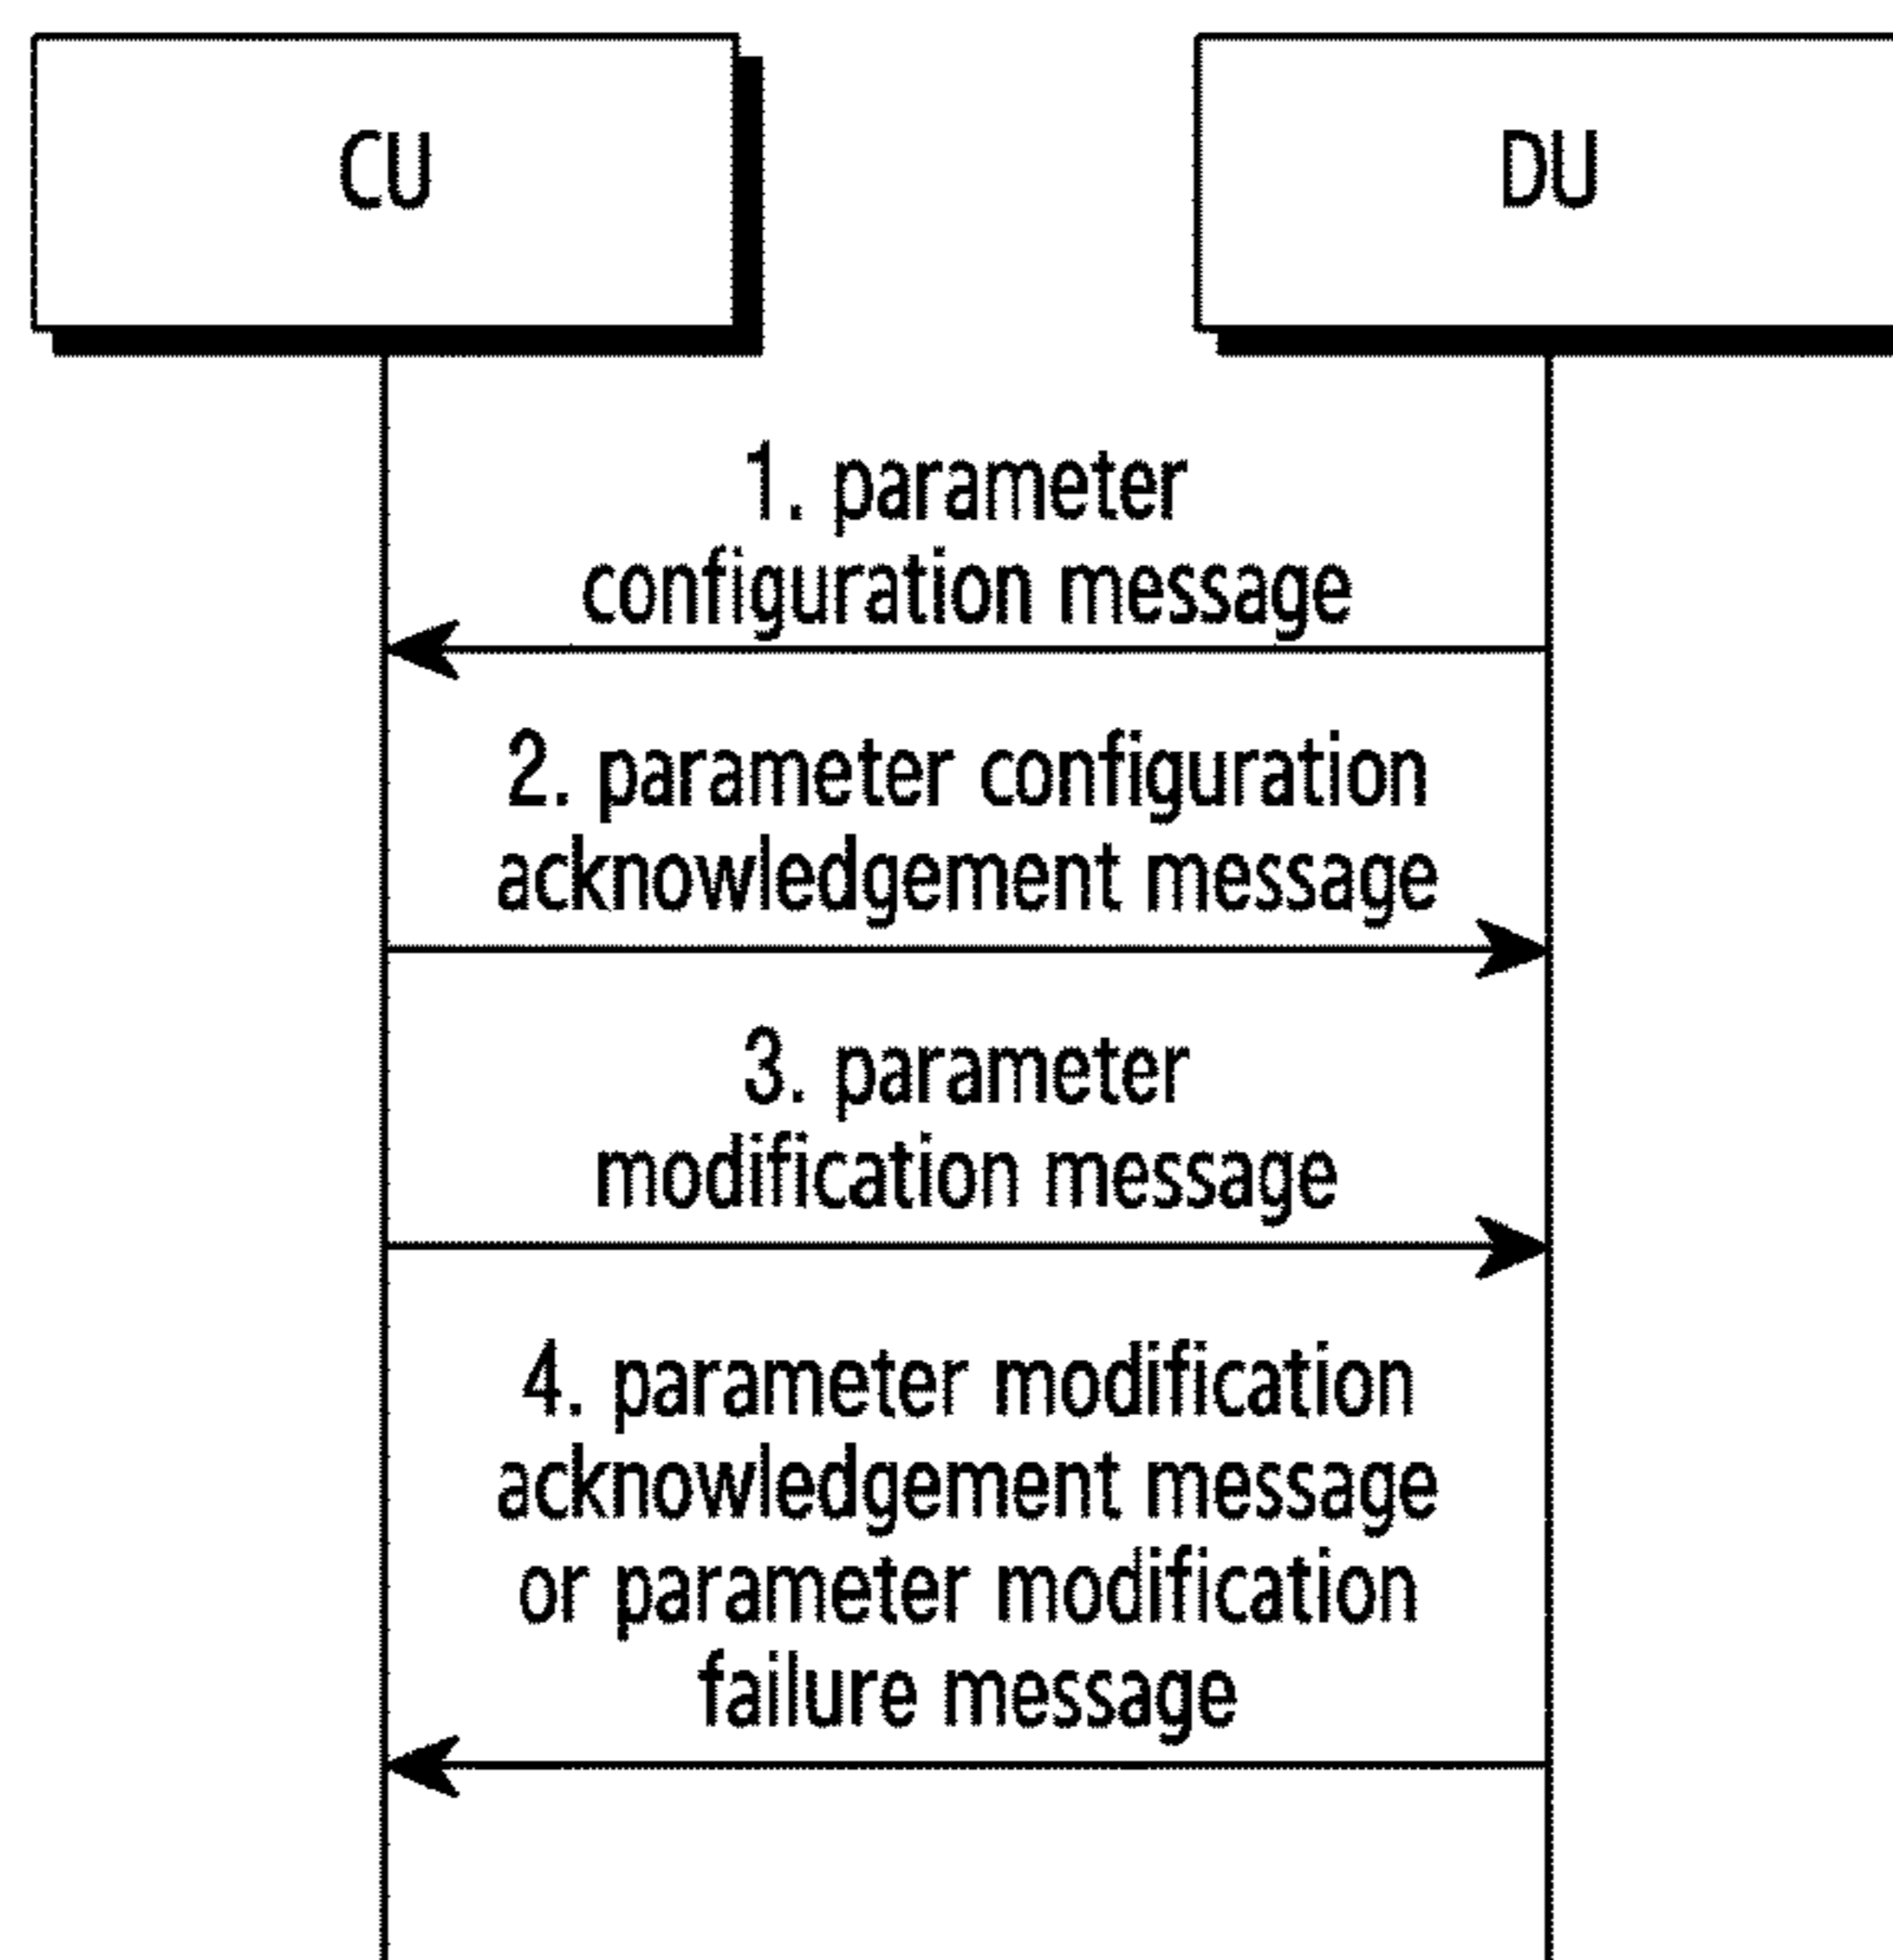 CU
DU
1. parameter
configuration message
2. parameter configuration
acknowledgement message
3. parameter
modification message
4. parameter modification
acknowledgement message
or parameter modification
failure message